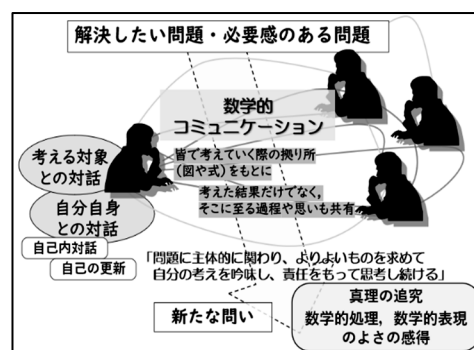 解決したい問題・必要感のある問題
数学的
コミュニケーション
皆で考えていく際の拠り所
(図や式)をもとに
考えた結果だけでなく,
そこに至る過程や思いも共有
考える対象
との対話
自分自身
との対話
自己内対話
自己の更新
「問題に主体的に関わり、よりよいものを求めて
自分の考えを吟味し、責任をもって思考し続ける」
新たな問い
真理の追究
数学的処理, 数学的表現
のよさの感得